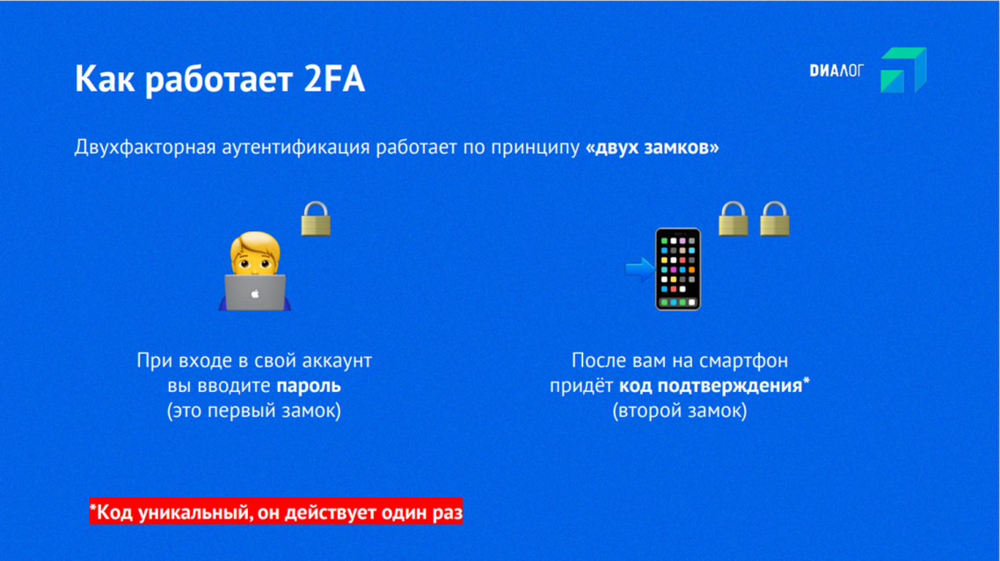 Как работает 2FA
DИАЛОГ
Двухфакторная аутентификация работает по принципу «двух замков»
При входе в свой аккаунт
вы вводите пароль
(это первый замок)
После вам на смартфон
придёт код подтверждения*
(второй замок)
*Код уникальный, он действует один раз